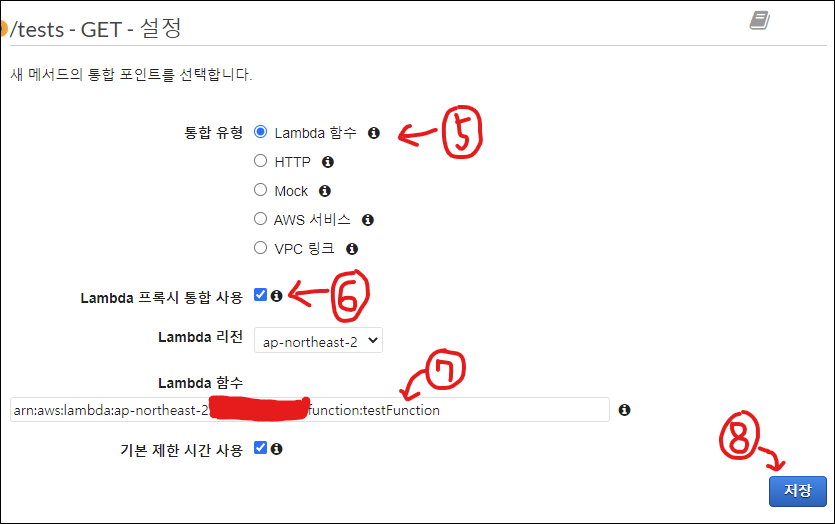 /tests - GET - 설정
새 메서드의 통합 포인트를 선택합니다.
통합 유형 Lambda 함수 5
HTTP
Mock
AWS 서비스
VPC 링크
Lambda 프록시 통합 사용 6
Lambda 리전 ap-northeast-2
7
Lambda 함수
arn:aws:lambda:ap-northeast-2 function:testFunction
기본 제한 시간 사용
8
저장